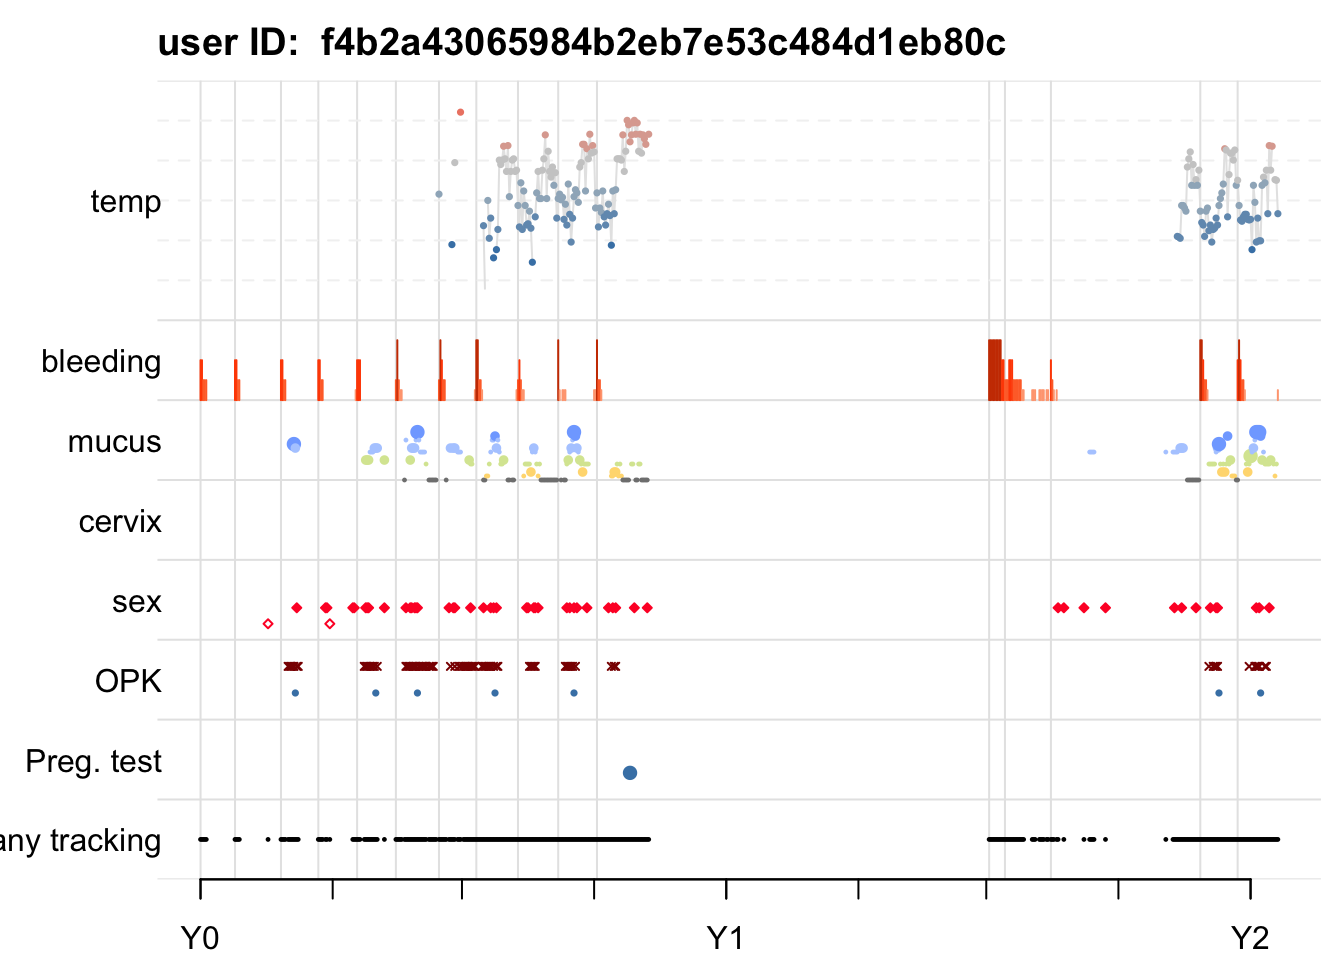 user ID:  f4b2a43065984b2eb7e53c484d1eb80c
temp
bleeding
mucus
cervix
sex
OPK
Preg. test
any tracking
Y0 Y1 Y2